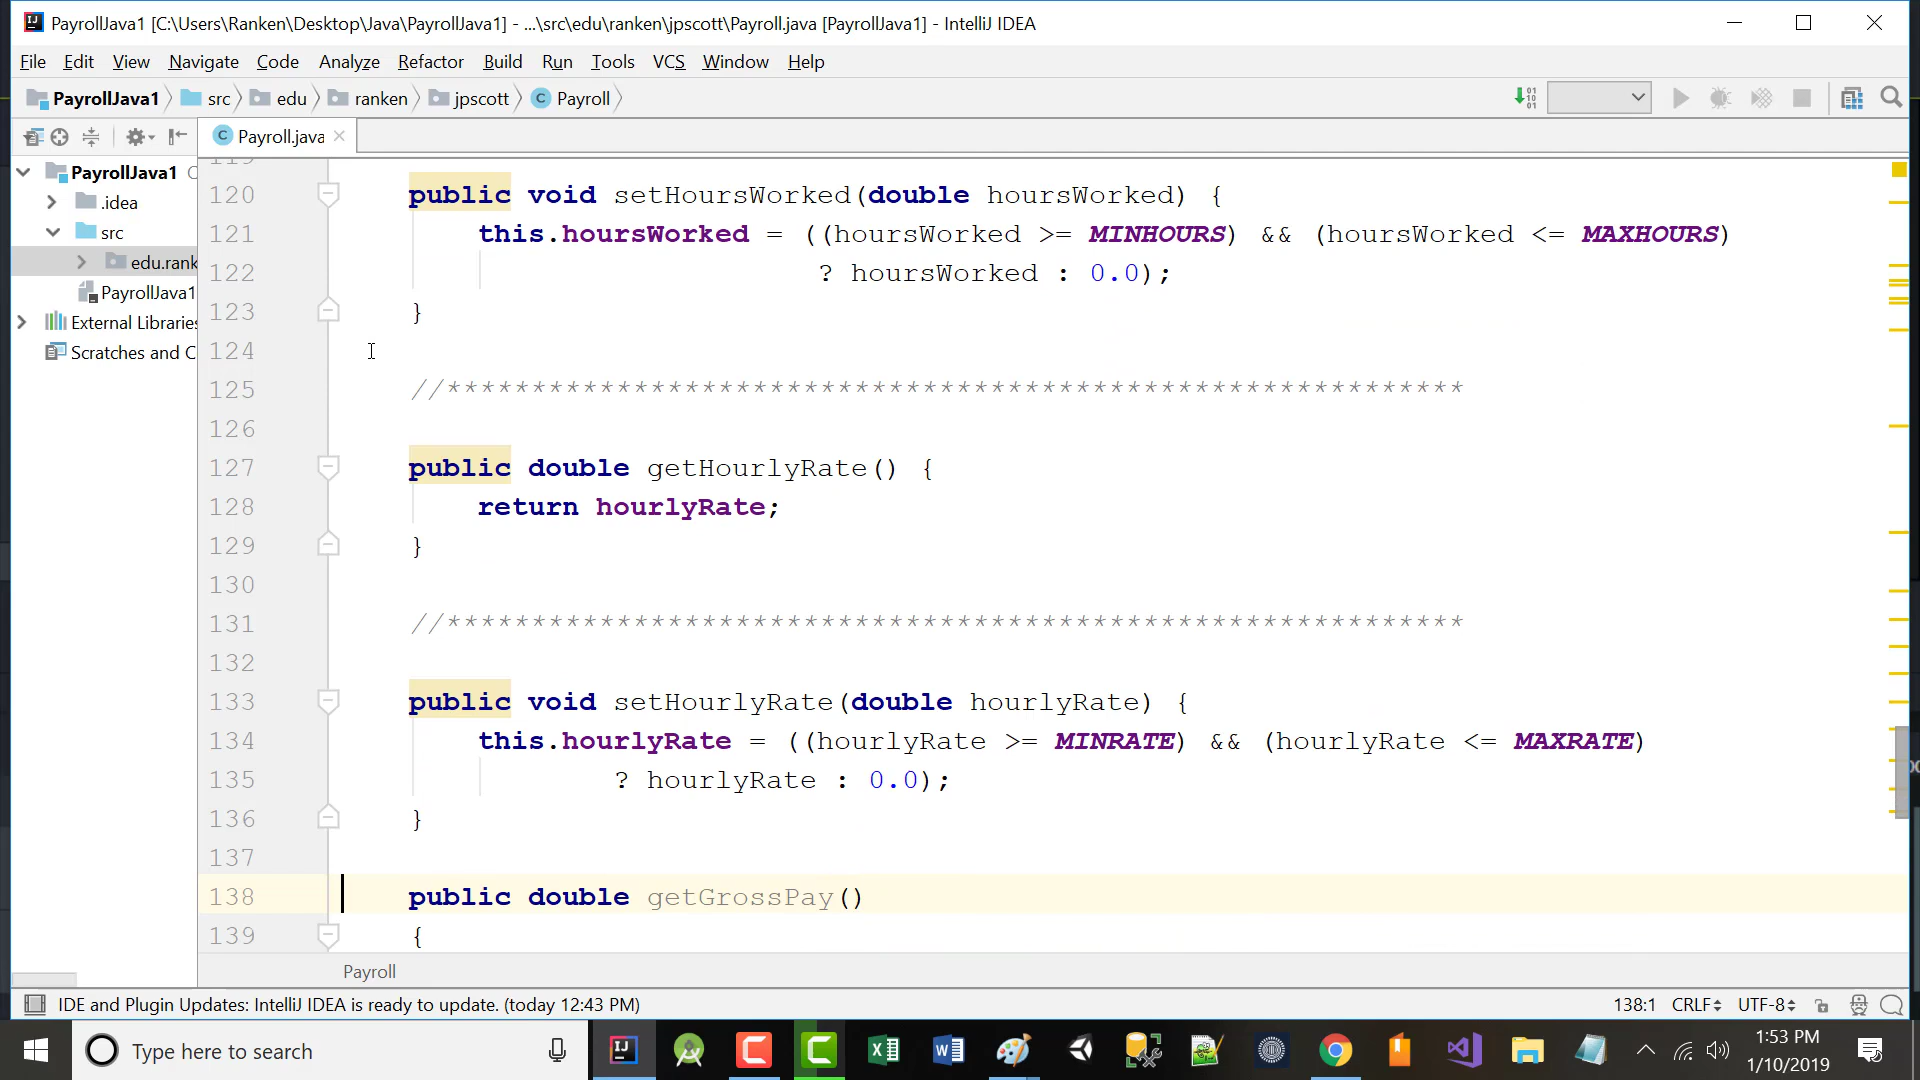 PayrollJava1 [C:\Users\Ranken\Desktop\Java\PayrollJava1] - ...\src\edu\ranken\jpscott\Payroll.java [PayrollJava1] - IntelliJ IDEA
File Edit View Navigate Code Analyze Refactor Build Run Tools VCS Window Help
PayrollJava1 src edu ranken jpscott Payroll
Payroll.java
PayrollJava1
.idea
src
edu.rank
PayrollJava1
External Libraries
Scratches and C
119
120 public void setHoursWorked(double hoursWorked) {
121 this.hoursWorked = ((hoursWorked >= MINHOURS) && (hoursWorked <= MAXHOURS)
122 ? hoursWorked : 0.0);
123 }
124
125 //************************************************************
126
127 public double getHourlyRate() {
128 return hourlyRate;
129 }
130
131 //************************************************************
132
133 public void setHourlyRate(double hourlyRate) {
134 this.hourlyRate = ((hourlyRate >= MINRATE) && (hourlyRate <= MAXRATE)
135 ? hourlyRate : 0.0);
136 }
137
138 public double getGrossPay()
139 {
Payroll
IDE and Plugin Updates: IntelliJ IDEA is ready to update. (today 12:43 PM) 138:1 CRLF UTF-8
Type here to search
1:53 PM
1/10/2019